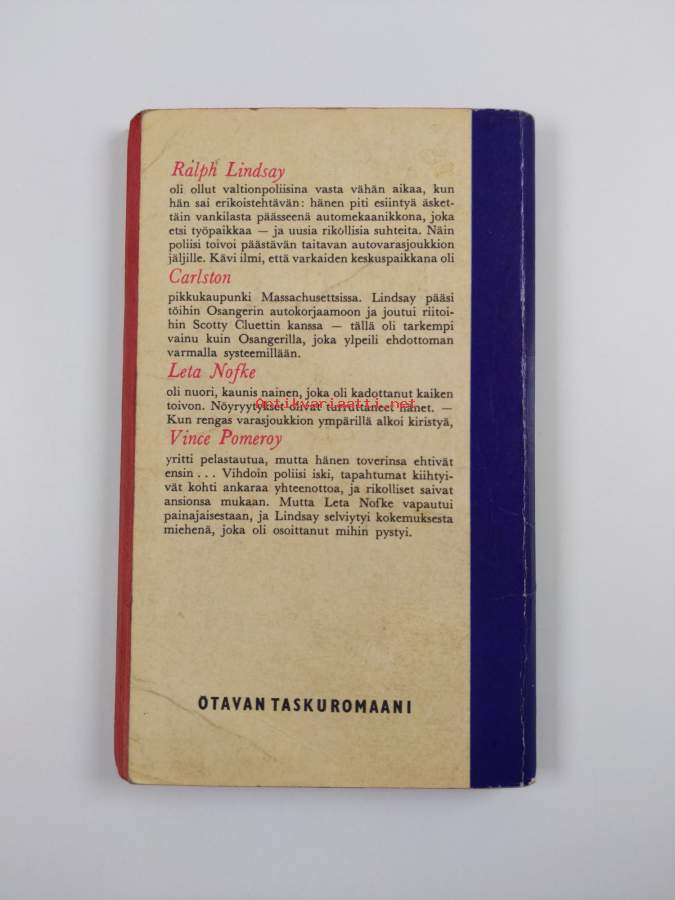 Ralph Lindsay
oli ollut valtionpoliisina vasta vähän aikaa, kun
hän sai erikoistehtävän: hänen piti esiintyä äsket-
täin vankilasta päässeenä automekaanikkona, joka
etsi työpaikkaa — ja uusia rikollisia suhteita. Näin
poliisi toivoi päästävän taitavan autovarasjoukkion
jäljille. Kävi ilmi, että varkaiden keskuspaikkana oli
Carlston
pikkukaupunki Massachusettsissa. Lindsay pääsi
töihin Osangerin autokorjaamoon ja joutui riitoi-
hin Scotty Cluettin kanssa — tällä oli tarkempi
vainu kuin Osangerilla, joka ylpeili ehdottoman
varmalla systeemillään.
Leta Nofke
oli nuori, kaunis nainen, joka oli kadottanut kaiken
toivon. Nöyryytykset olivat turruttaneet hänet. —
antikvariaatti.net
Kun rengas varasjoukkion ympärillä alkoi kiristyä,
Vince Pomeroy
yritti pelastautua, mutta hänen toverinsa ehtivät
ensin . . . Vihdoin poliisi iski, tapahtumat kiihtyi-
vät kohti ankaraa yhteenottoa, ja rikolliset saivat
ansionsa mukaan. Mutta Leta Nofke vapautui
painajaisestaan, ja Lindsay selviytyi kokemuksesta
miehenä, joka oli osoittanut mihin pystyi.
OTAVAN TASKUROMAANI